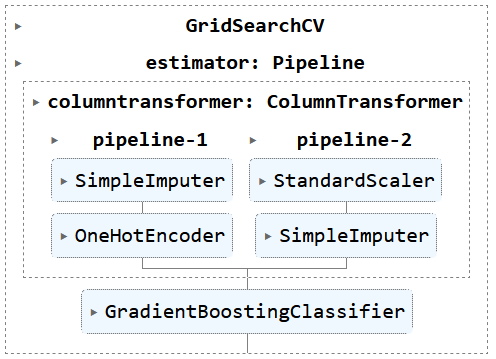 GridSearchCV
estimator: Pipeline
columntransformer: ColumnTransformer
pipeline-1
SimpleImputer
OneHotEncoder
pipeline-2
StandardScaler
SimpleImputer
GradientBoostingClassifier